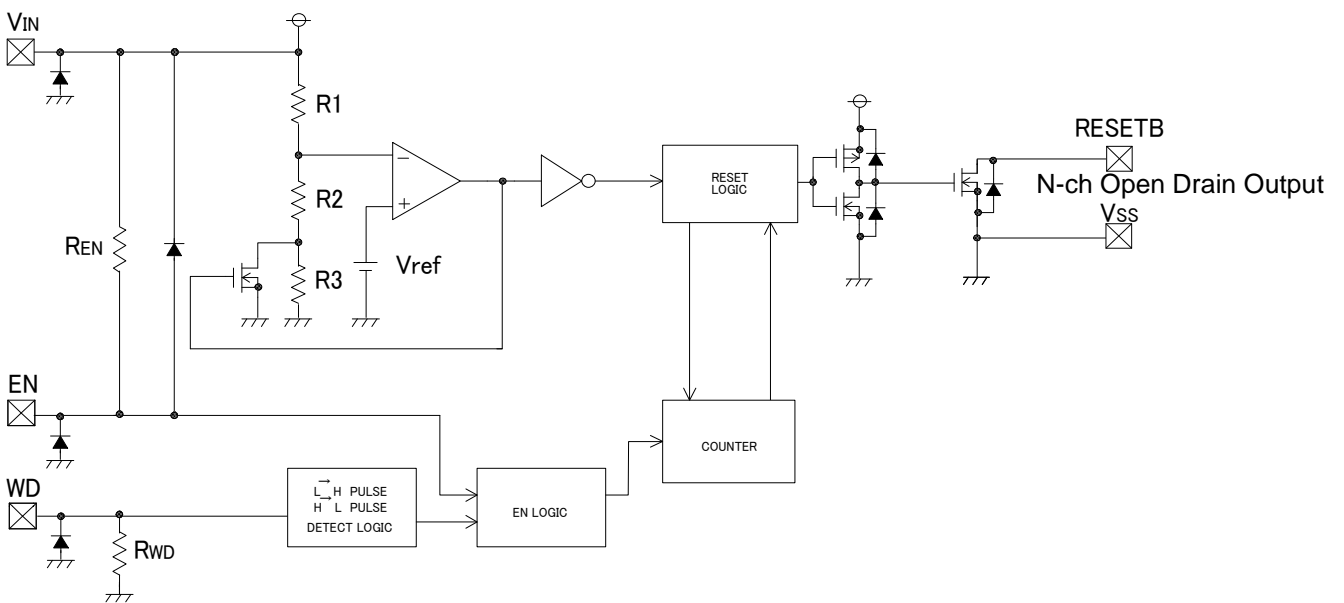 VIN
R1
RESETB
RESET
LOGIC
−
+
R2
N-ch Open Drain Output
VSS
REN
Vref
R3
EN
COUNTER
WD
L → H PULSE
H → L PULSE
DETECT LOGIC
EN LOGIC
RWD